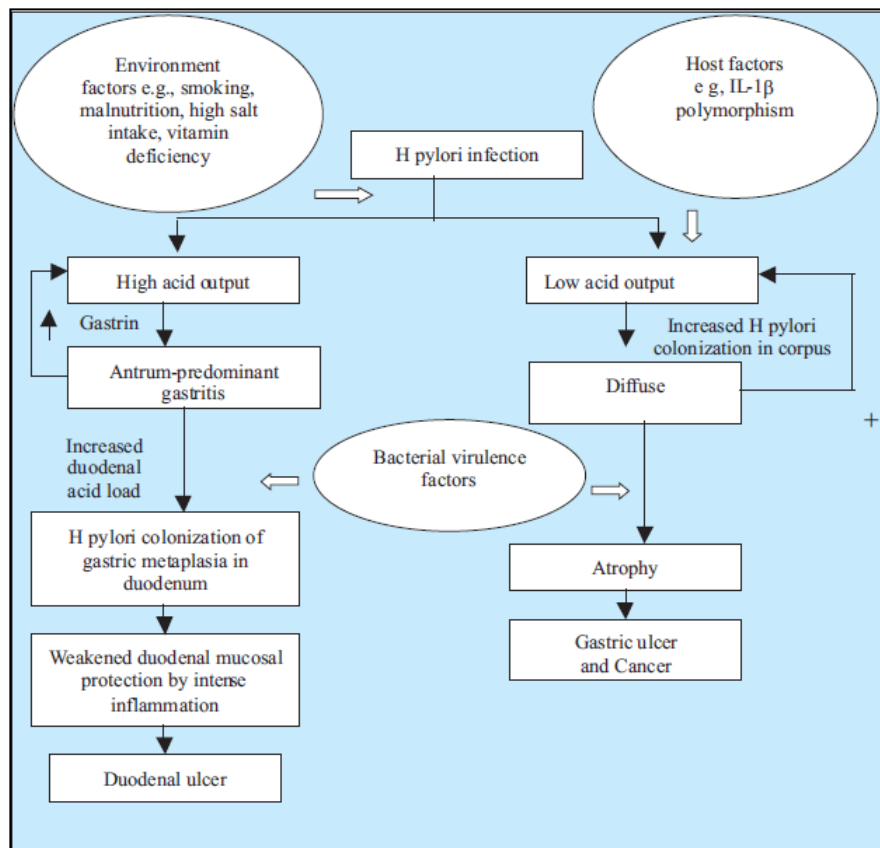 Environment
factors e.g., smoking,
malnutrition, high salt
intake, vitamin
deficiency
Host factors
e g, IL-1β
polymorphism
H pylori infection
High acid output
Low acid output
Gastrin
Increased H pylori
colonization in corpus
Antrum-predominant
gastritis
Diffuse
+
Increased
duodenal
acid load
Bacterial virulence
factors
H pylori colonization of
gastric metaplasia in
duodenum
Atrophy
Weakened duodenal mucosal
protection by intense
inflammation
Gastric ulcer
and Cancer
Duodenal ulcer